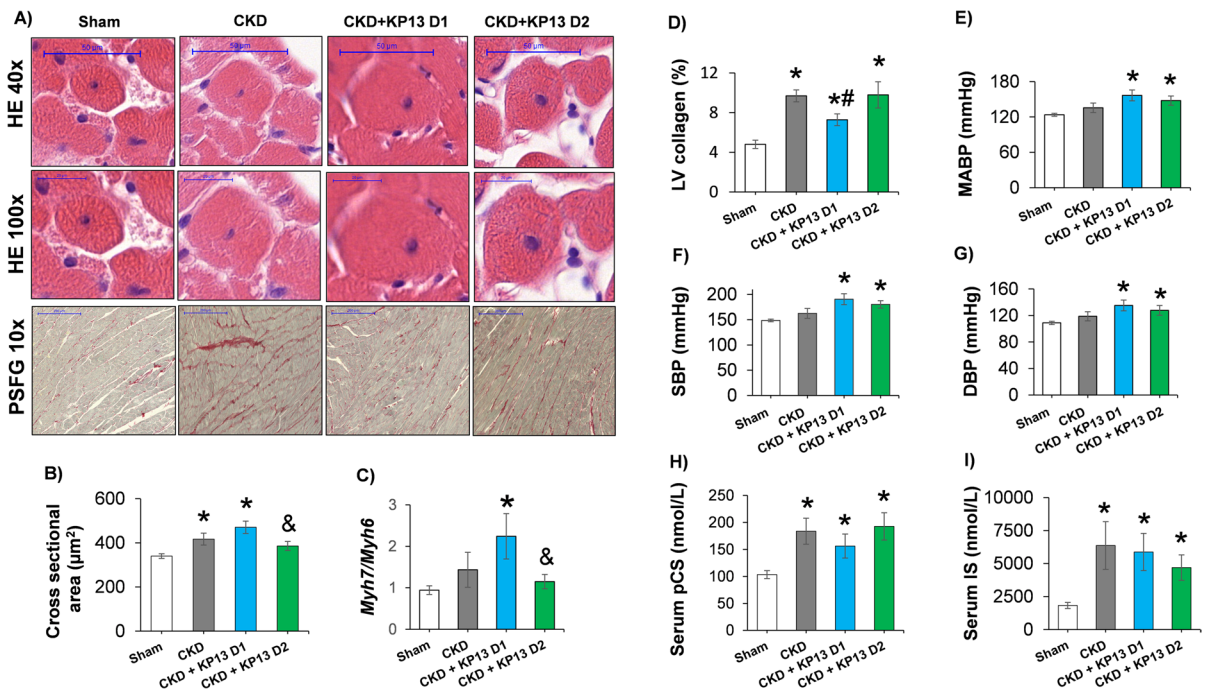 A)
Sham
CKD
CKD+KP13 D1
CKD+KP13 D2
HE 40x
50 µm
50 µm
50 µm
50 µm
HE 100x
PSFG 10x
B)
Cross sectional
area (µm²)
600
400
200
0
*
*
&
Sham
CKD
CKD + KP13 D1
CKD + KP13 D2
C)
Myh7/Myh6
3
2
1
0
*
&
Sham
CKD
CKD + KP13 D1
CKD + KP13 D2
D)
LV collagen (%)
12
8
4
0
*
*#
*
Sham
CKD
CKD + KP13 D1
CKD + KP13 D2
E)
MABP (mmHg)
180
120
60
0
*
*
Sham
CKD
CKD + KP13 D1
CKD + KP13 D2
F)
SBP (mmHg)
200
150
100
50
0
*
*
Sham
CKD
CKD + KP13 D1
CKD + KP13 D2
G)
DBP (mmHg)
160
120
80
40
0
*
*
Sham
CKD
CKD + KP13 D1
CKD + KP13 D2
H)
Serum pCS (nmol/L)
250
200
150
100
50
0
*
*
*
Sham
CKD
CKD + KP13 D1
CKD + KP13 D2
I)
Serum IS (nmol/L)
10000
7500
5000
2500
0
*
*
*
Sham
CKD
CKD + KP13 D1
CKD + KP13 D2